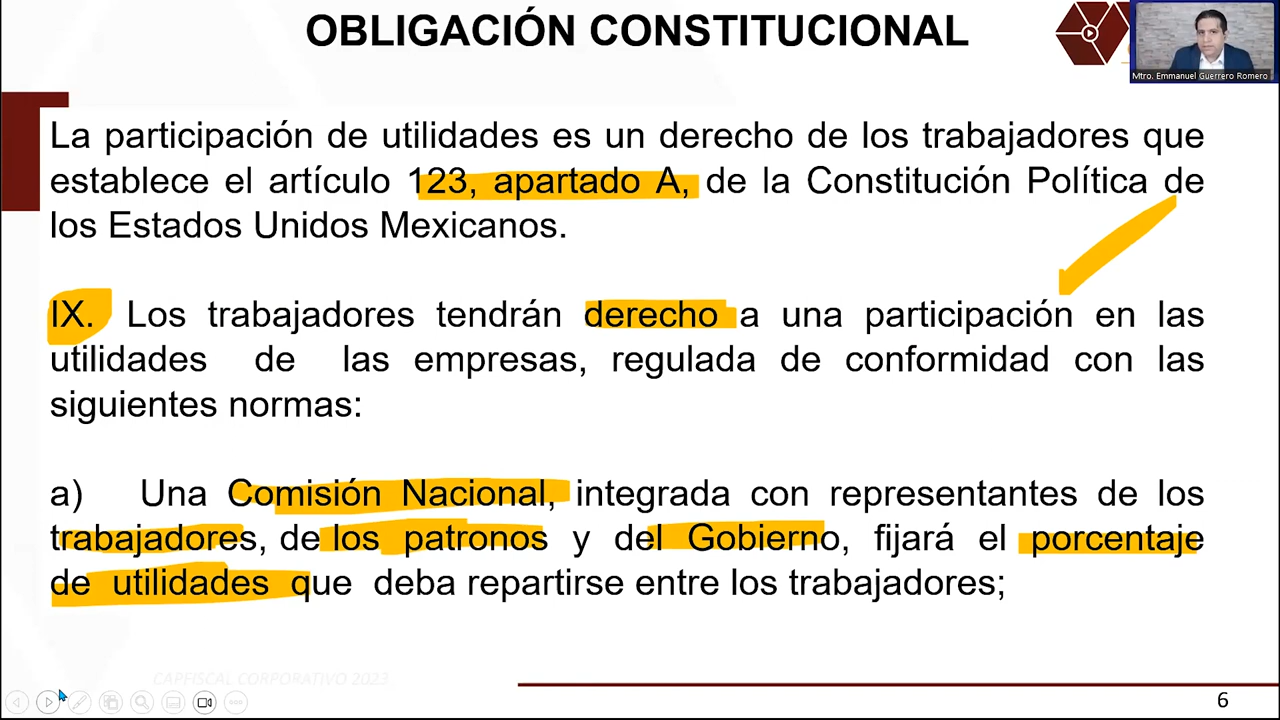 OBLIGACIÓN CONSTITUCIONAL
Mtro. Emmanuel Guerrero Romero
La participación de utilidades es un derecho de los trabajadores que
establece el artículo 123, apartado A, de la Constitución Política de
los Estados Unidos Mexicanos.
IX. Los trabajadores tendrán derecho a una participación en las
utilidades de las empresas, regulada de conformidad con las
siguientes normas:
a) Una Comisión Nacional, integrada con representantes de los
trabajadores, de los patronos y del Gobierno, fijará el porcentaje
de utilidades que deba repartirse entre los trabajadores;
CAPFISCAL CORPORATIVO 2023
6